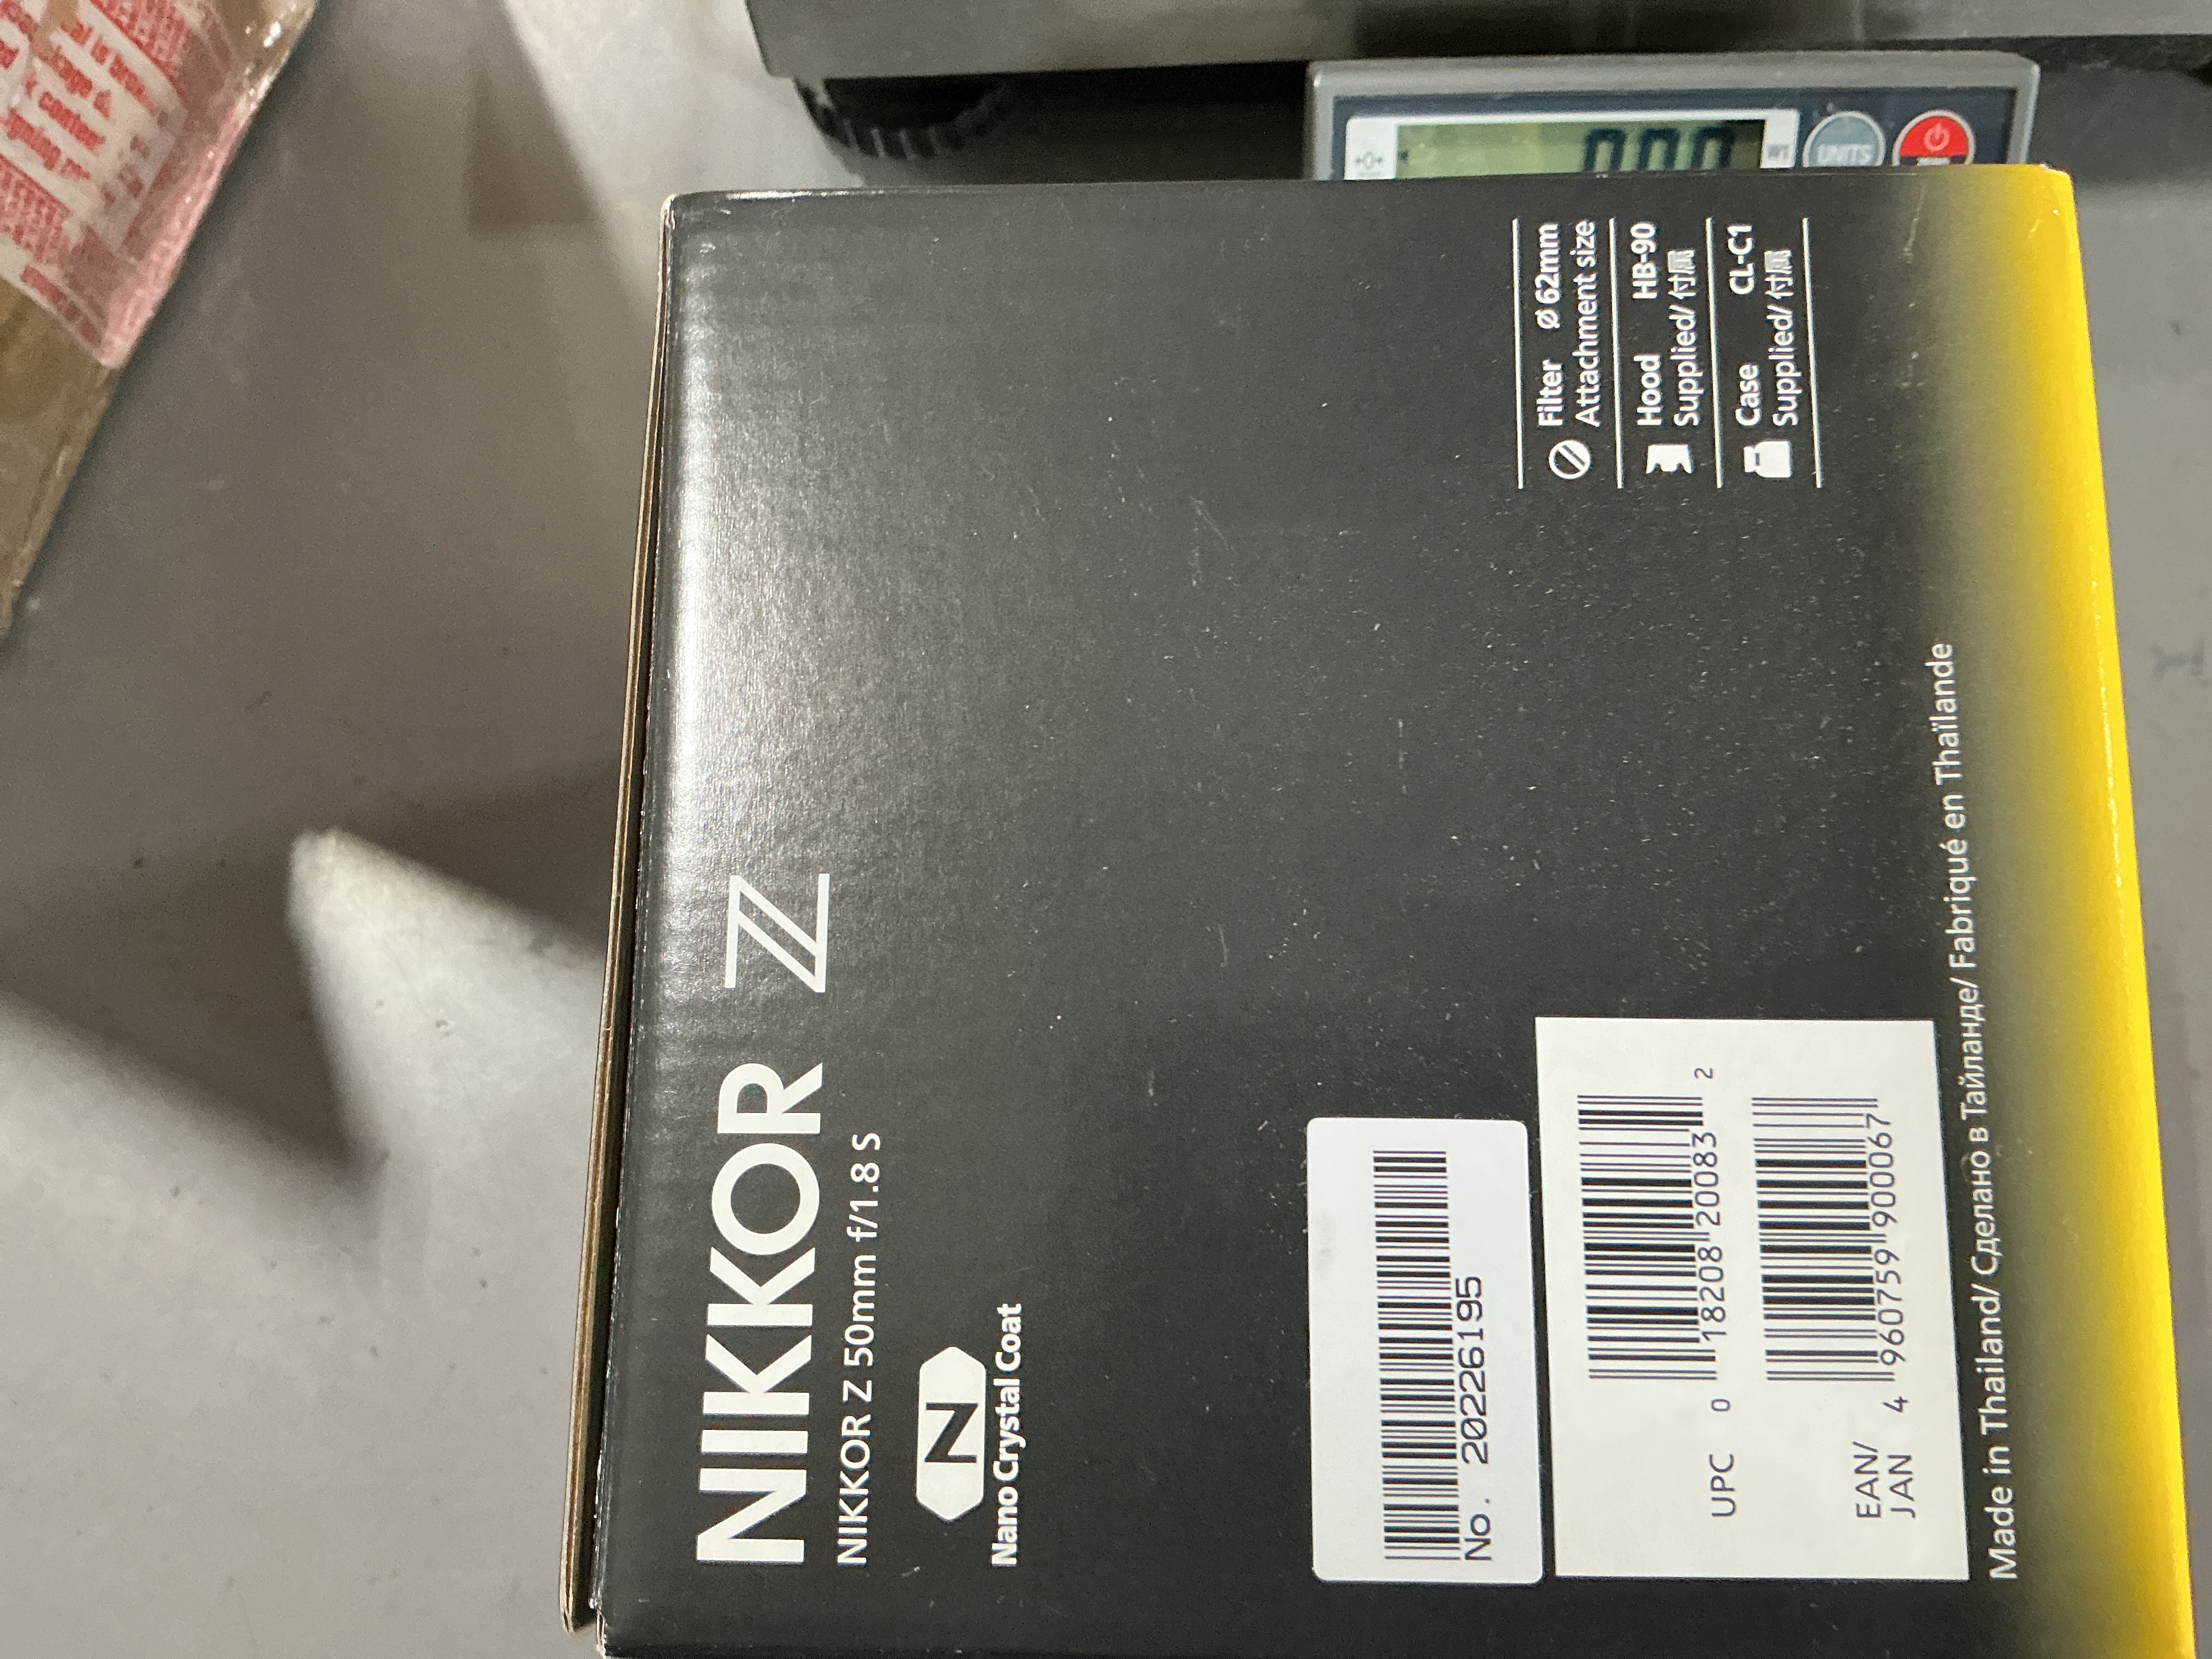 NIKKOR Z
NIKKOR Z 50mm f/1.8 S
N
Nano Crystal Coat
No. 20226195
UPC 0 18208 20083 2
EAN/
JAN 4 960759 900067
Made in Thailand/ Сделано в Тайланде/ Fabriqué en Thaïlande
Filter ø 62mm
Attachment size
Hood HB-90
Supplied/付属
Case CL-C1
Supplied/付属
UNITS